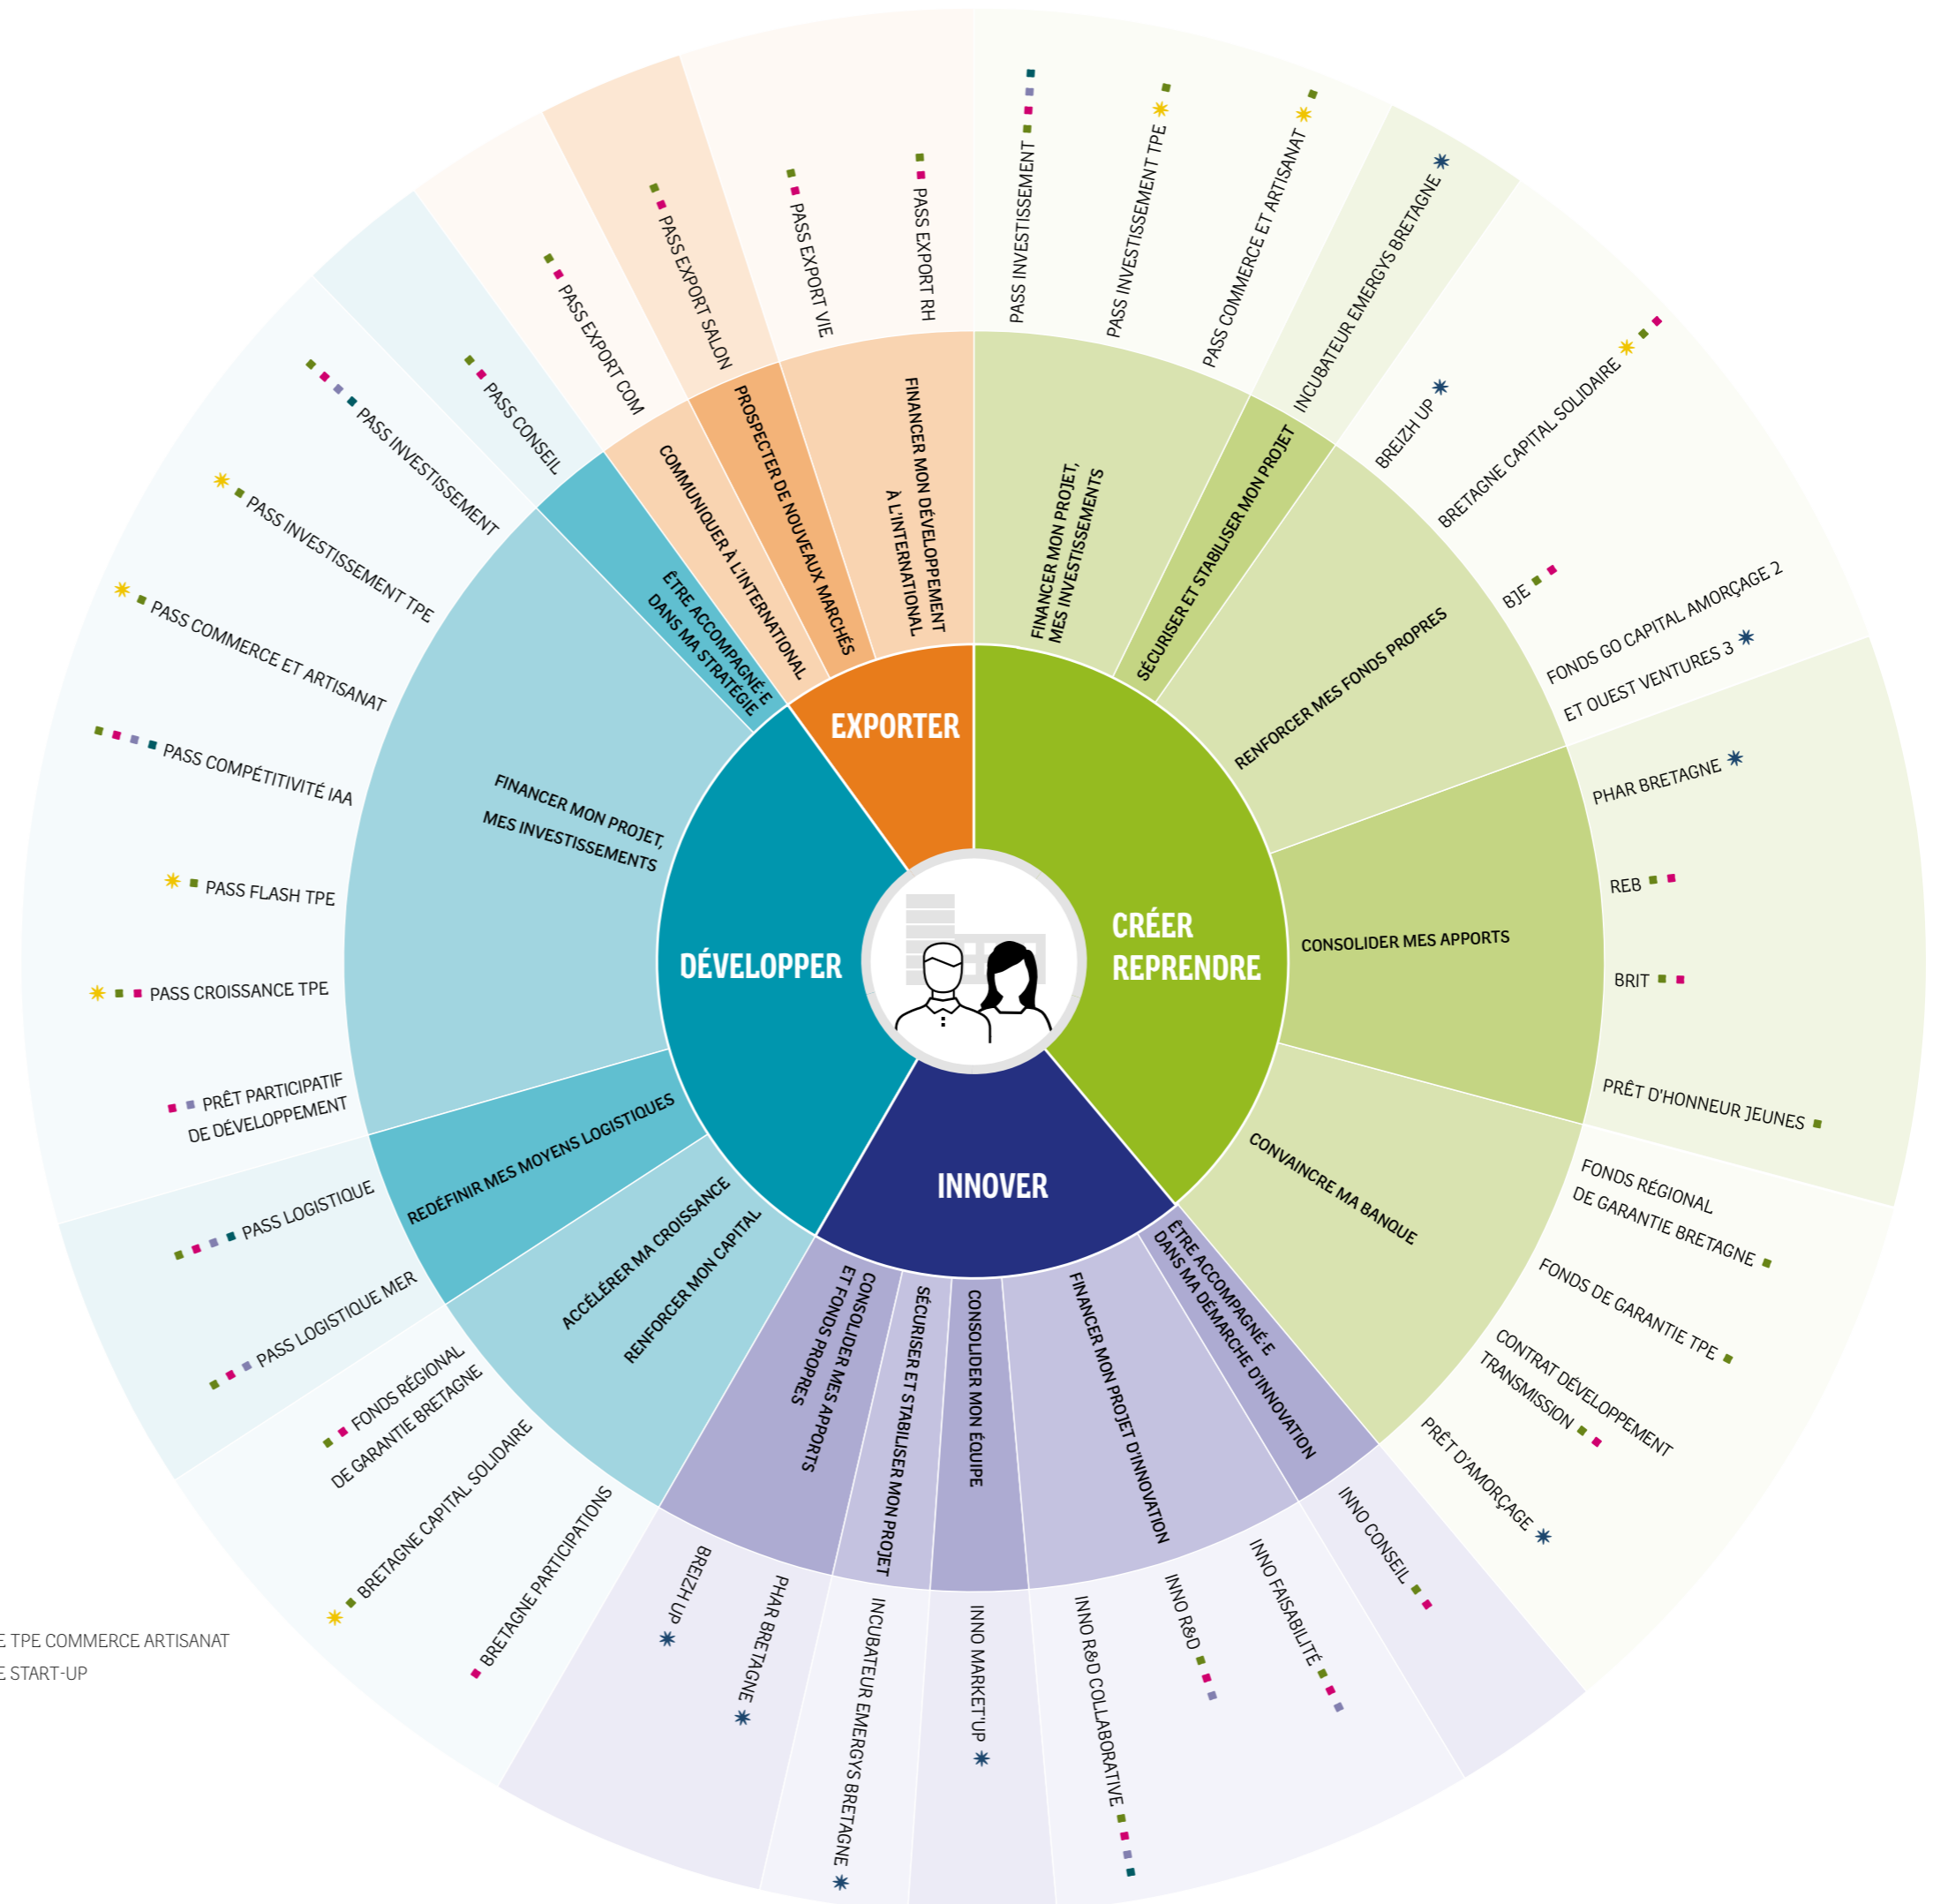 EXPORTER
CRÉER
REPRENDRE
INNOVER
DÉVELOPPER
FINANCER MON PROJET,
MES INVESTISSEMENTS
PASS INVESTISSEMENT
PASS INVESTISSEMENT TPE
PASS COMMERCE ET ARTISANAT
SÉCURISER ET STABILISER MON PROJET
INCUBATEUR EMERGYS BRETAGNE
RENFORCER MES FONDS PROPRES
BREIZH UP
BRETAGNE CAPITAL SOLIDAIRE
BJE
FONDS GO CAPITAL AMORÇAGE 2
ET OUEST VENTURES 3
CONSOLIDER MES APPORTS
PHAR BRETAGNE
REB
BRIT
PRÊT D'HONNEUR JEUNES
CONVAINCRE MA BANQUE
FONDS RÉGIONAL
DE GARANTIE BRETAGNE
FONDS DE GARANTIE TPE
CONTRAT DÉVELOPPEMENT
TRANSMISSION
PRÊT D'AMORÇAGE
ÊTRE ACCOMPAGNÉ·E
DANS MA DÉMARCHE D'INNOVATION
INNO CONSEIL
FINANCER MON PROJET D'INNOVATION
INNO FAISABILITÉ
INNO R&D
INNO R&D COLLABORATIVE
CONSOLIDER MON ÉQUIPE
INNO MARKET'UP
SÉCURISER ET STABILISER MON PROJET
INCUBATEUR EMERGYS BRETAGNE
CONSOLIDER MES APPORTS
ET FONDS PROPRES
PHAR BRETAGNE
BREIZH UP
ACCÉLÉRER MA CROISSANCE
RENFORCER MON CAPITAL
BRETAGNE PARTICIPATIONS
BRETAGNE CAPITAL SOLIDAIRE
FONDS RÉGIONAL
DE GARANTIE BRETAGNE
REDÉFINIR MES MOYENS LOGISTIQUES
PASS LOGISTIQUE MER
PASS LOGISTIQUE
FINANCER MON PROJET,
MES INVESTISSEMENTS
PRÊT PARTICIPATIF
DE DÉVELOPPEMENT
PASS CROISSANCE TPE
PASS FLASH TPE
PASS COMPÉTITIVITÉ IAA
PASS COMMERCE ET ARTISANAT
PASS INVESTISSEMENT TPE
PASS INVESTISSEMENT
ÊTRE ACCOMPAGNÉ·E
DANS MA STRATÉGIE
PASS CONSEIL
COMMUNIQUER À L'INTERNATIONAL
PASS EXPORT COM
PROSPECTER DE NOUVEAUX MARCHÉS
PASS EXPORT SALON
FINANCER MON DÉVELOPPEMENT
À L'INTERNATIONAL
PASS EXPORT VIE
PASS EXPORT RH
E TPE COMMERCE ARTISANAT
E START-UP